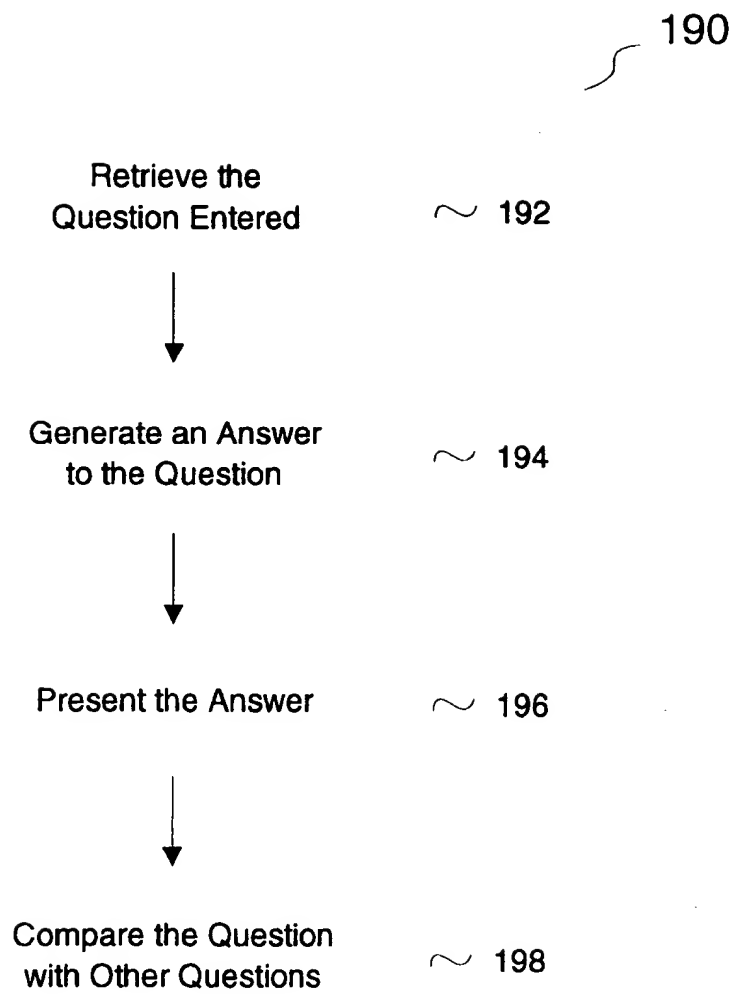 190
Retrieve the
Question Entered
192
Generate an Answer
to the Question
194
Present the Answer
196
Compare the Question
with Other Questions
198